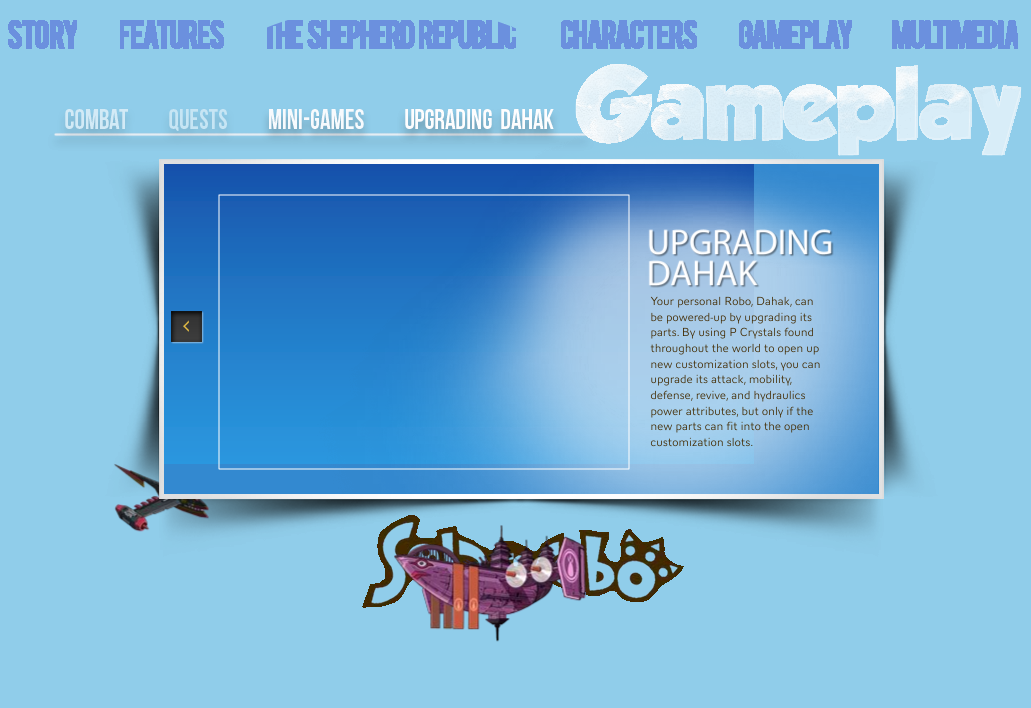 STORY FEATURES THE SHEPHERD REPUBLIC CHARACTERS GAMEPLAY MULTIMEDIA
Gameplay
COMBAT QUESTS MINI-GAMES UPGRADING DAHAK
UPGRADING
DAHAK
Your personal Robo, Dahak, can
be powered-up by upgrading its
parts. By using P Crystals found
throughout the world to open up
new customization slots, you can
upgrade its attack, mobility,
defense, revive, and hydraulics
power attributes, but only if the
new parts can fit into the open
customization slots.